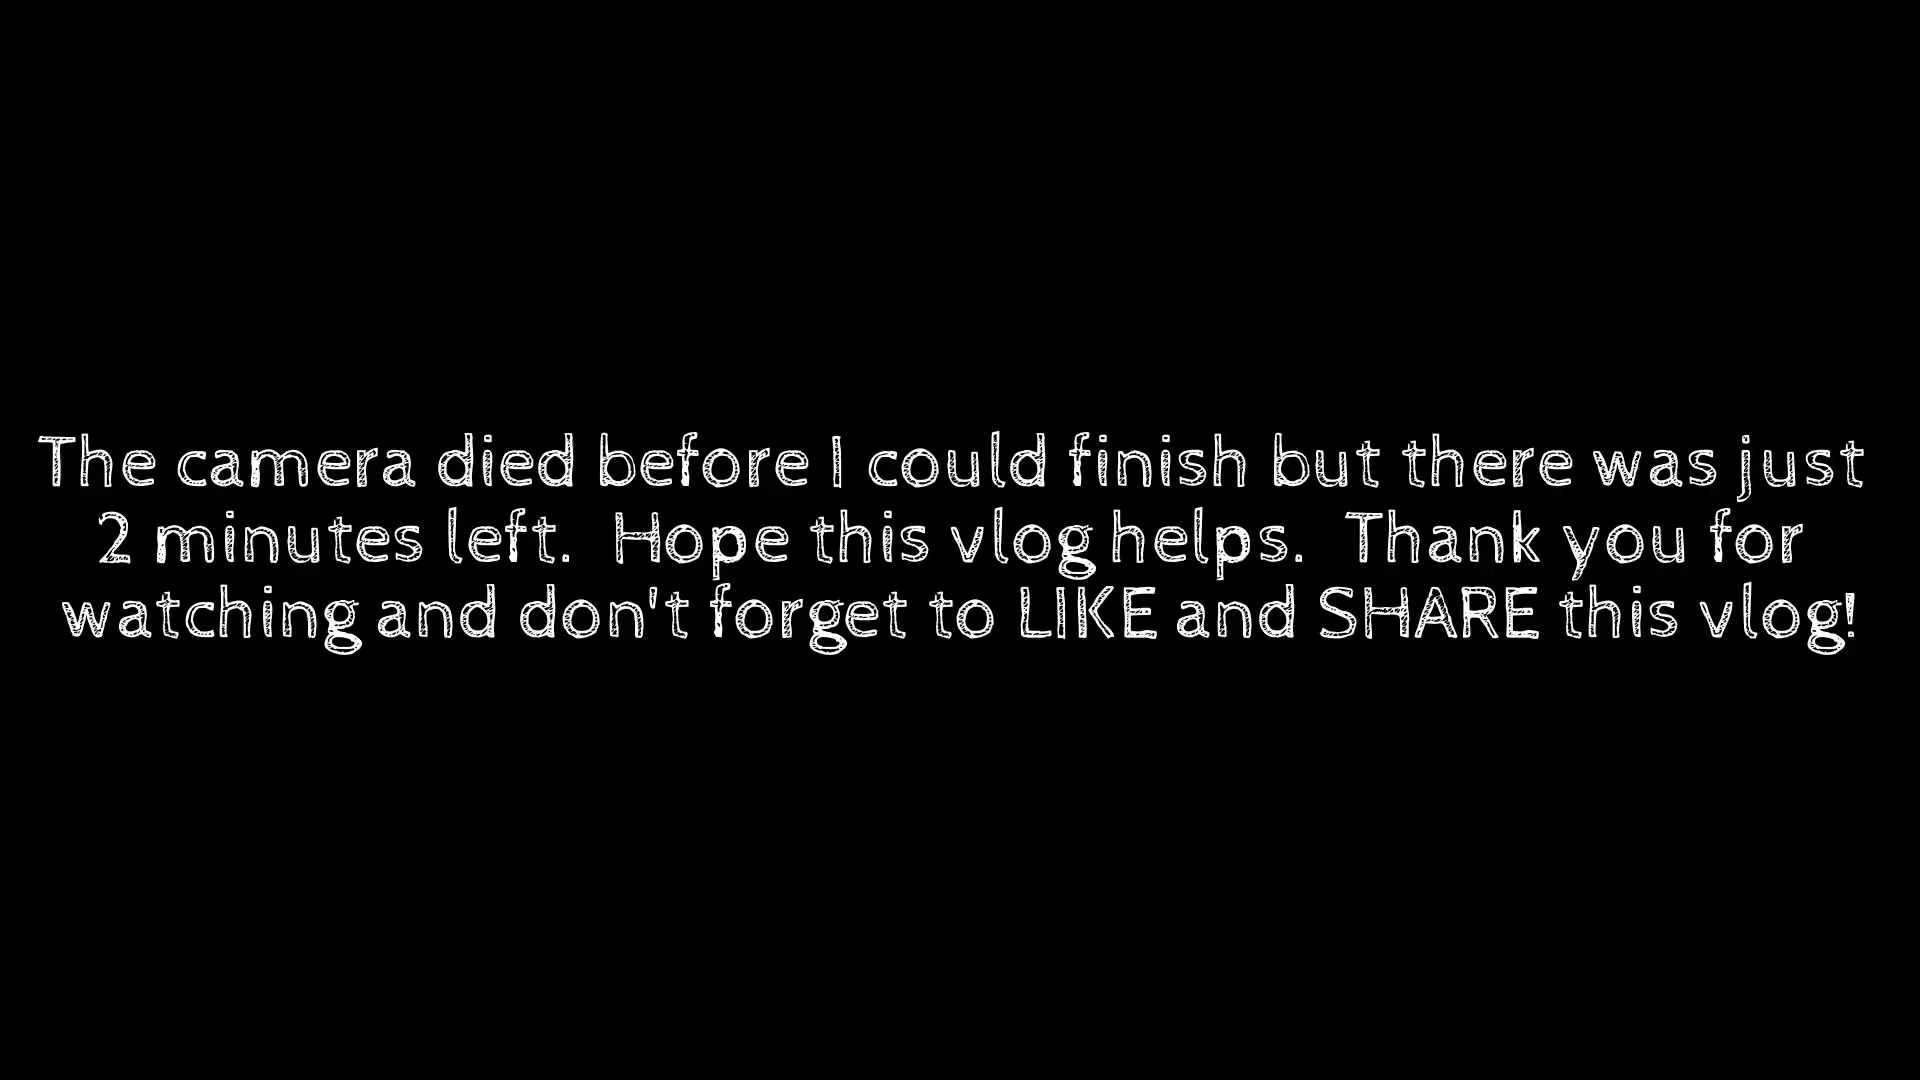 The camera died before I could finish but there was just
2 minutes left.  Hope this vlog helps.  Thank you for
watching and don't forget to LIKE and SHARE this vlog!